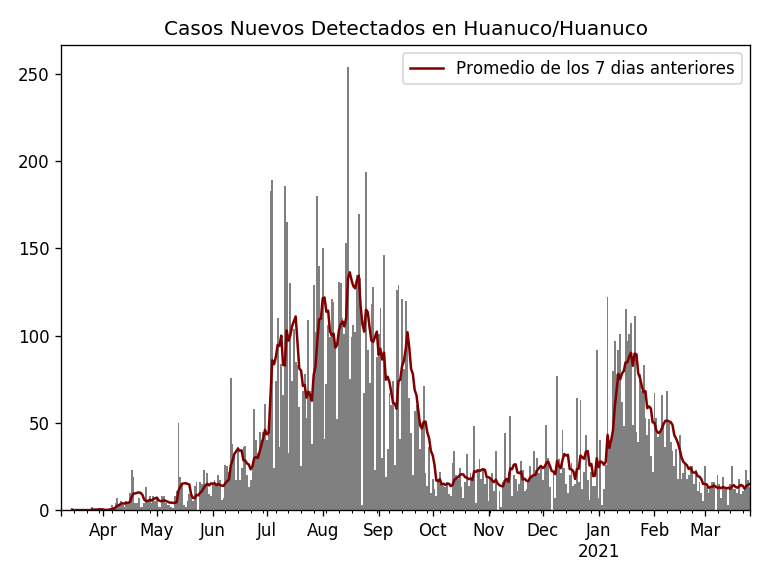 Casos Nuevos Detectados en Huanuco/Huanuco
Promedio de los 7 dias anteriores
250
200
150
100
50
0
Apr May Jun Jul Aug Sep Oct Nov Dec Jan Feb Mar
2021